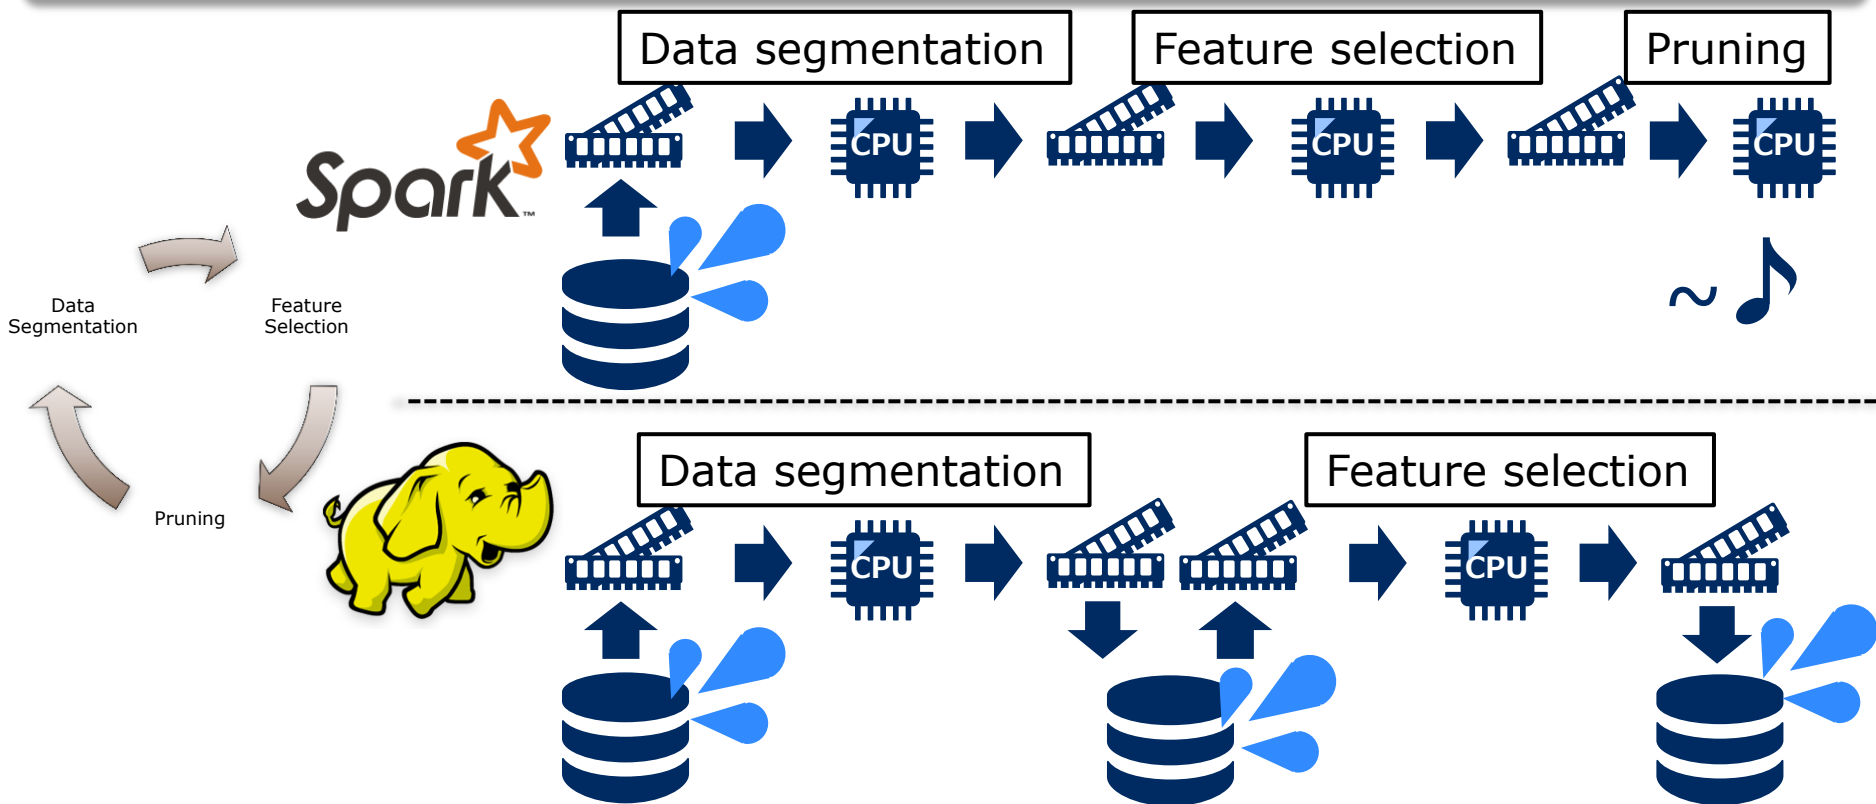 Data segmentation
Feature selection
Pruning
Spark™
CPU
CPU
CPU
Data
Segmentation
Feature
Selection
~
Pruning
Data segmentation
Feature selection
CPU
CPU